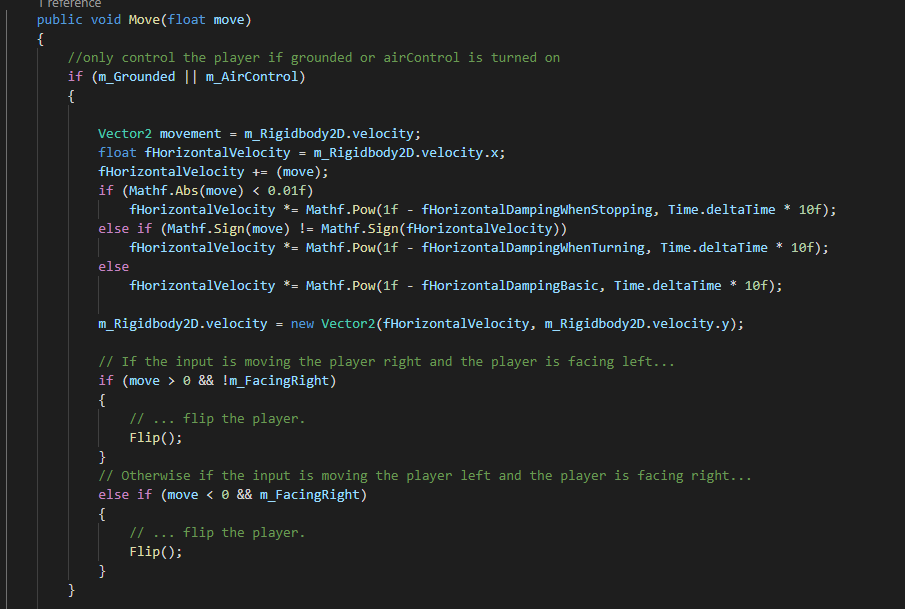 1 reference
public void Move(float move)
{
//only control the player if grounded or airControl is turned on
if (m_Grounded || m_AirControl)
{
Vector2 movement = m_Rigidbody2D.velocity;
float fHorizontalVelocity = m_Rigidbody2D.velocity.x;
fHorizontalVelocity += (move);
if (Mathf.Abs(move) < 0.01f)
fHorizontalVelocity *= Mathf.Pow(1f - fHorizontalDampingWhenStopping, Time.deltaTime * 10f);
else if (Mathf.Sign(move) != Mathf.Sign(fHorizontalVelocity))
fHorizontalVelocity *= Mathf.Pow(1f - fHorizontalDampingWhenTurning, Time.deltaTime * 10f);
else
fHorizontalVelocity *= Mathf.Pow(1f - fHorizontalDampingBasic, Time.deltaTime * 10f);
m_Rigidbody2D.velocity = new Vector2(fHorizontalVelocity, m_Rigidbody2D.velocity.y);
// If the input is moving the player right and the player is facing left...
if (move > 0 && !m_FacingRight)
{
// ... flip the player.
Flip();
}
// Otherwise if the input is moving the player left and the player is facing right...
else if (move < 0 && m_FacingRight)
{
// ... flip the player.
Flip();
}
}